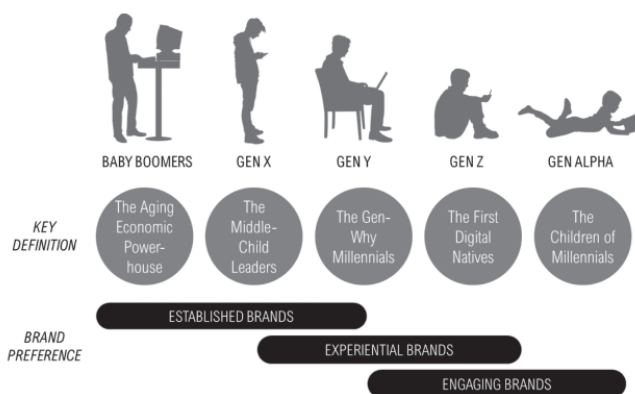 BABY BOOMERS
GEN X
GEN Y
GEN Z
GEN ALPHA
KEY
DEFINITION
The Aging
Economic
Power-
house
The
Middle-
Child
Leaders
The Gen-
Why
Millennials
The First
Digital
Natives
The
Children of
Millennials
BRAND
PREFERENCE
ESTABLISHED BRANDS
EXPERIENTIAL BRANDS
ENGAGING BRANDS